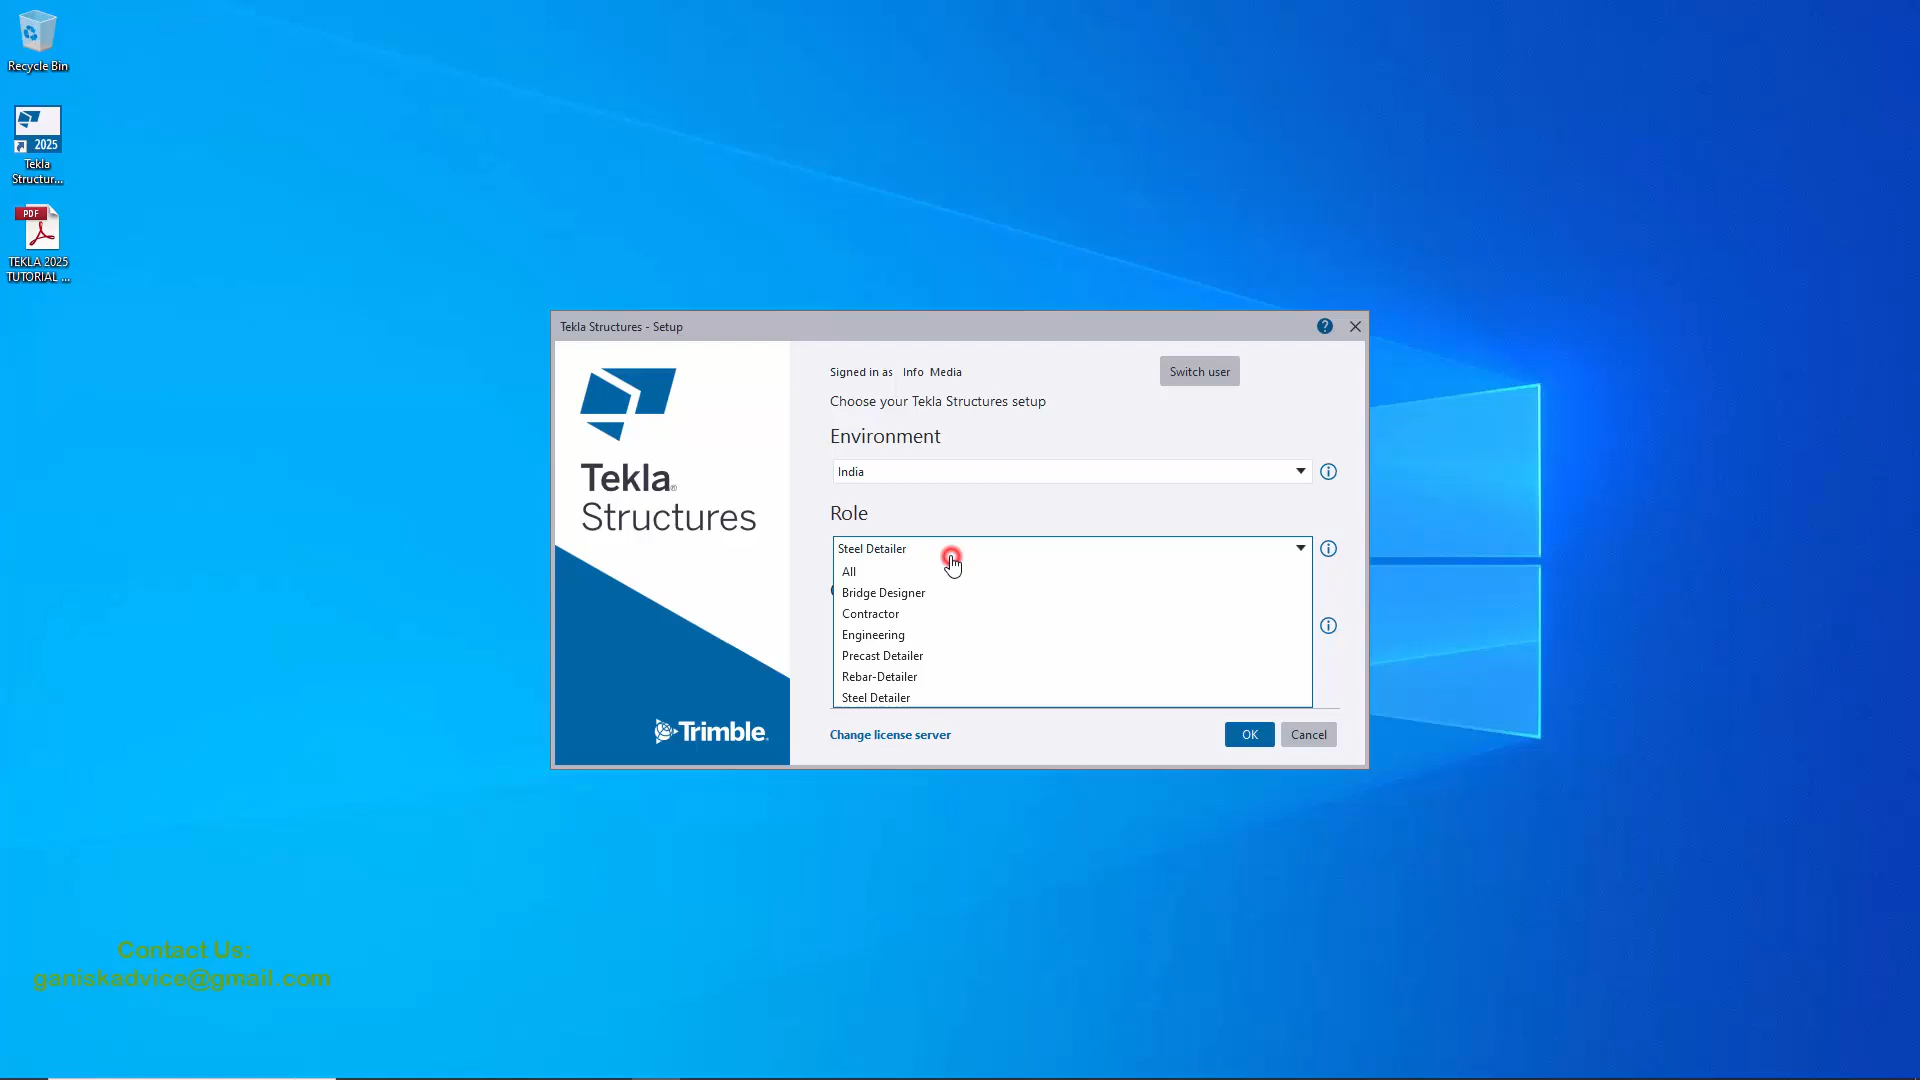 Recycle Bin
2025
Tekla
Structur...
PDF
TEKLA 2025
TUTORIAL ...
Tekla Structures - Setup
?
Signed in as Info Media
Switch user
Choose your Tekla Structures setup
Environment
India
Role
Steel Detailer
All
Bridge Designer
Contractor
Engineering
Precast Detailer
Rebar-Detailer
Steel Detailer
Tekla®
Structures
Trimble.
Change license server
OK
Cancel
Contact Us:
ganiskadvice@gmail.com